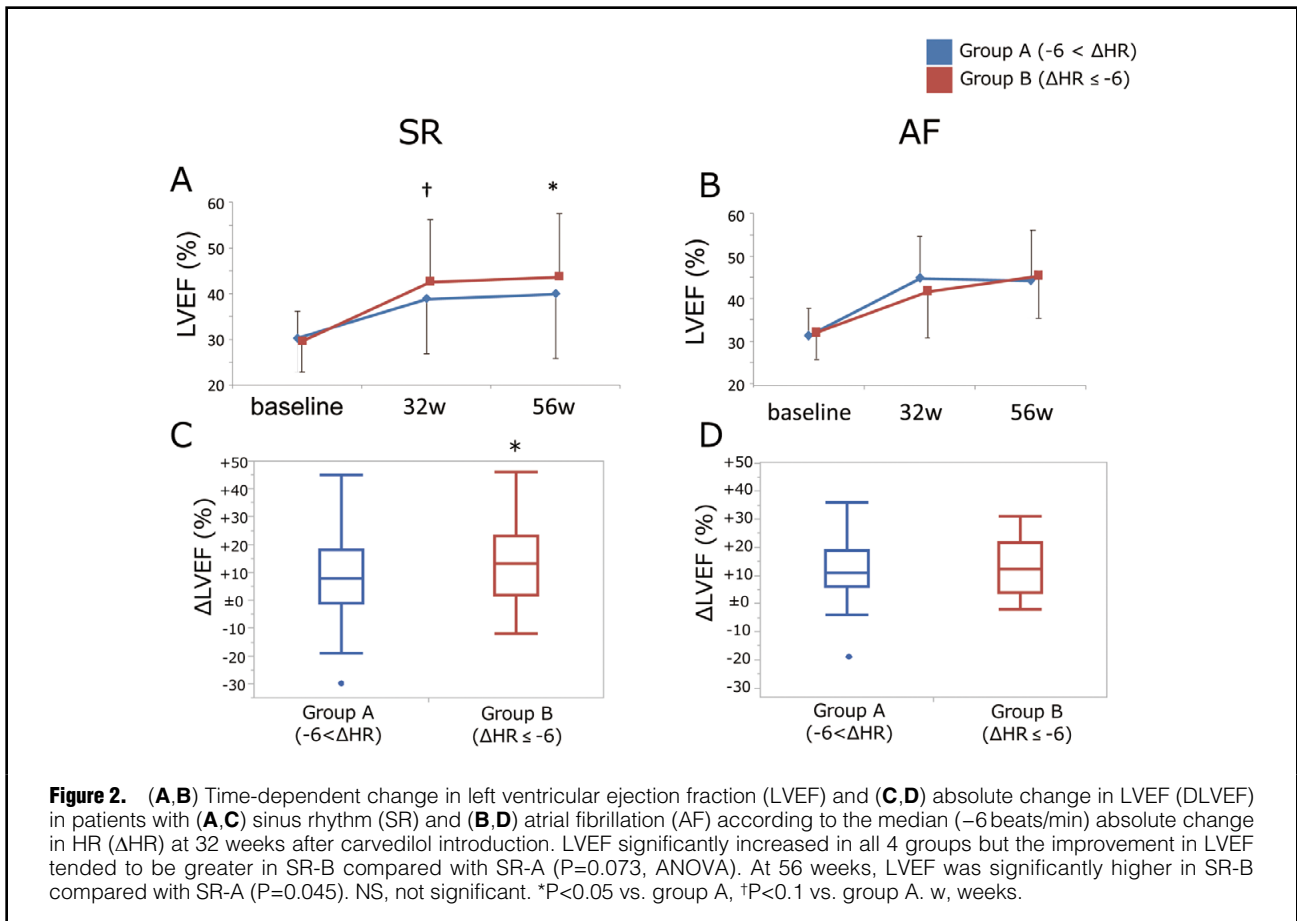 Group A (-6 < ΔHR)
Group B (ΔHR ≤ -6)
SR
AF
A
†
*
60
50
40
30
20
LVEF (%)
baseline
32w
56w
B
60
50
40
30
20
LVEF (%)
baseline
32w
56w
C
*
+50
+40
+30
+20
+10
±0
-10
-20
-30
ΔLVEF (%)
Group A
(-6<ΔHR)
Group B
(ΔHR ≤ -6)
D
+50
+40
+30
+20
+10
±0
-10
-20
-30
ΔLVEF (%)
Group A
(-6<ΔHR)
Group B
(ΔHR ≤ -6)
Figure 2. (A,B) Time-dependent change in left ventricular ejection fraction (LVEF) and (C,D) absolute change in LVEF (DLVEF)
in patients with (A,C) sinus rhythm (SR) and (B,D) atrial fibrillation (AF) according to the median (−6 beats/min) absolute change
in HR (ΔHR) at 32 weeks after carvedilol introduction. LVEF significantly increased in all 4 groups but the improvement in LVEF
tended to be greater in SR-B compared with SR-A (P=0.073, ANOVA). At 56 weeks, LVEF was significantly higher in SR-B
compared with SR-A (P=0.045). NS, not significant. *P<0.05 vs. group A, †P<0.1 vs. group A. w, weeks.